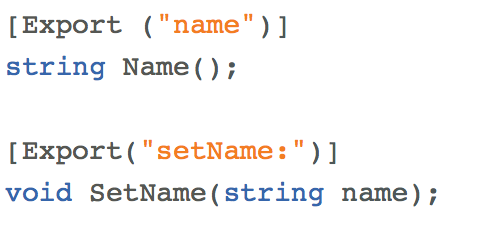 [Export ("name")]
string Name();
[Export("setName:")]
void SetName(string name);